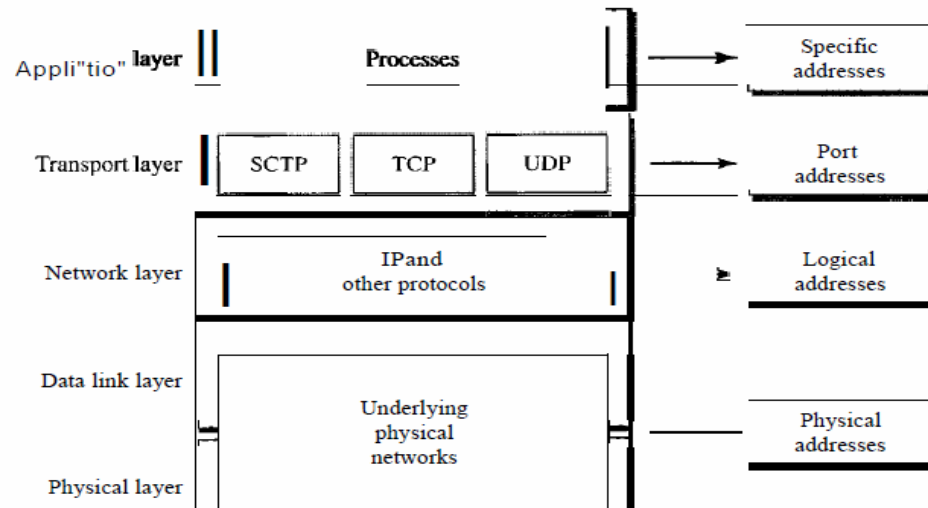 Appli"tio" layer
Processes
Specific
addresses
Transport layer
SCTP
TCP
UDP
Port
addresses
Network layer
IPand
other protocols
Logical
addresses
Data link layer
Underlying
physical
networks
Physical
addresses
Physical layer